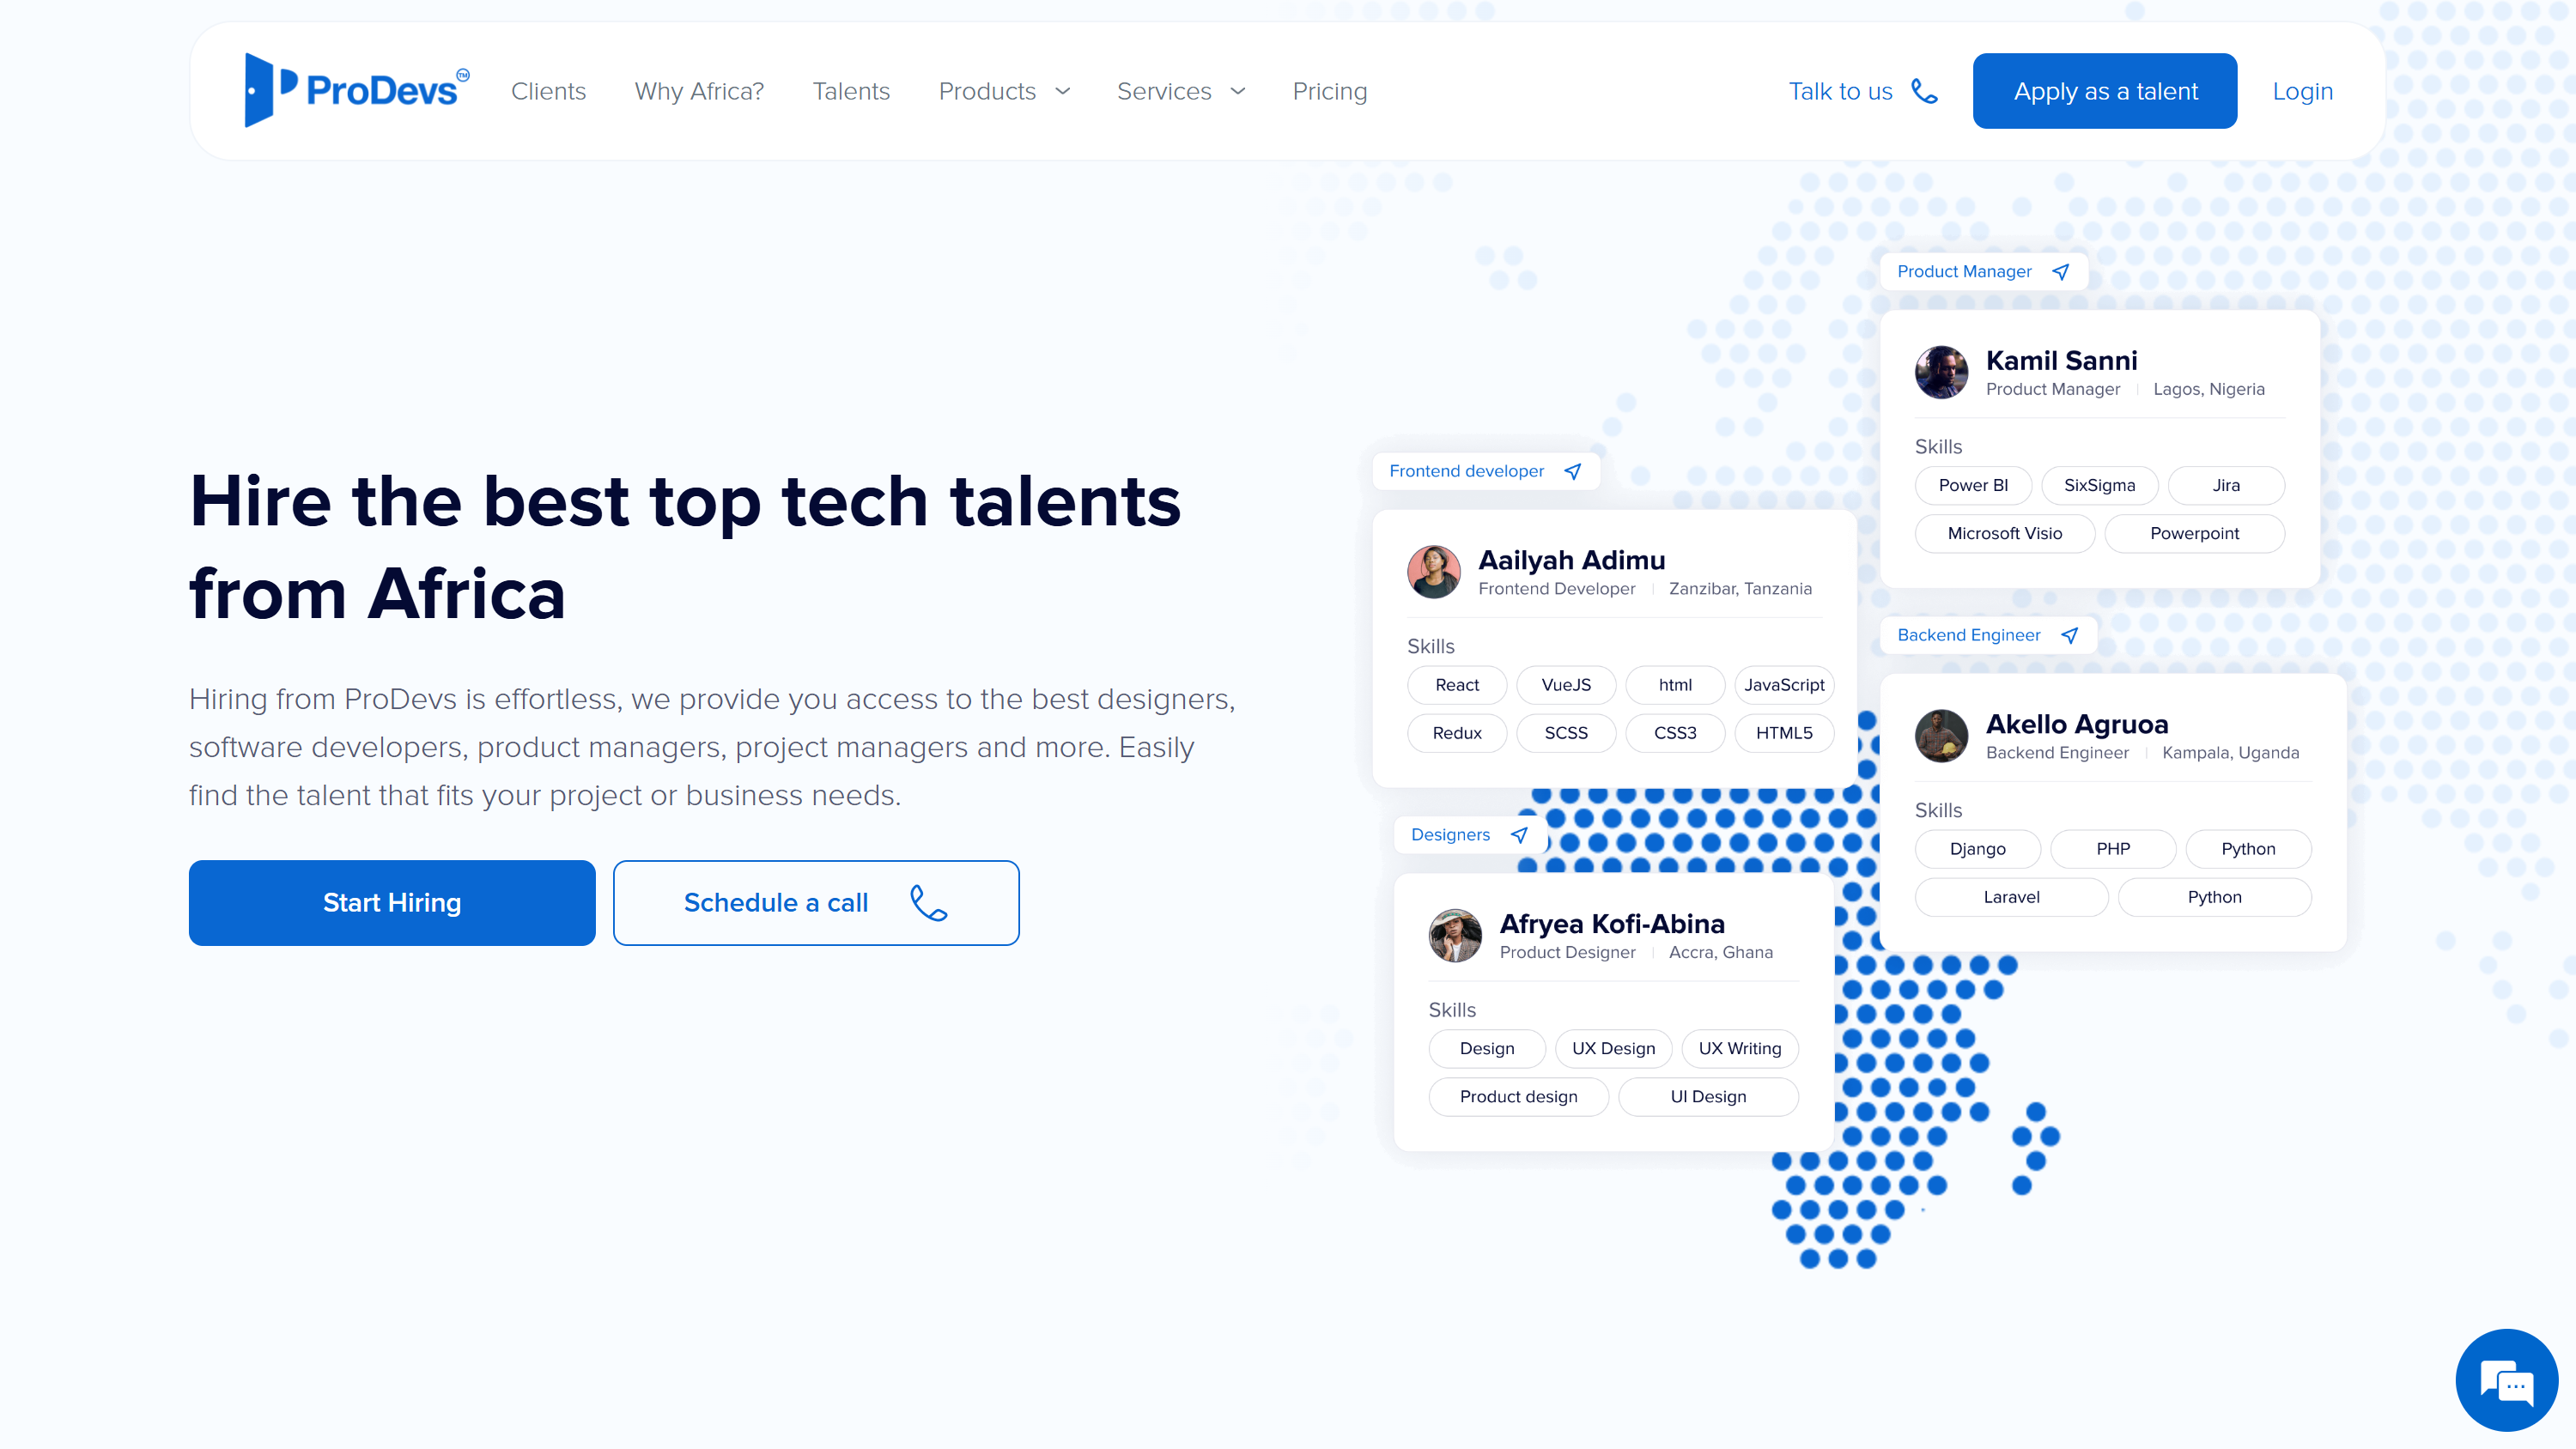 ProDevs TM
Clients
Why Africa?
Talents
Products
Services
Pricing
Talk to us
Apply as a talent
Login
Hire the best top tech talents
from Africa
Hiring from ProDevs is effortless, we provide you access to the best designers,
software developers, product managers, project managers and more. Easily
find the talent that fits your project or business needs.
Start Hiring
Schedule a call
Frontend developer
Aailyah Adimu
Frontend Developer | Zanzibar, Tanzania
Skills
React VueJS html JavaScript
Redux SCSS CSS3 HTML5
Designers
Afryea Kofi-Abina
Product Designer | Accra, Ghana
Skills
Design UX Design UX Writing
Product design UI Design
Product Manager
Kamil Sanni
Product Manager | Lagos, Nigeria
Skills
Power BI SixSigma Jira
Microsoft Visio Powerpoint
Backend Engineer
Akello Agruoa
Backend Engineer | Kampala, Uganda
Skills
Django PHP Python
Laravel Python